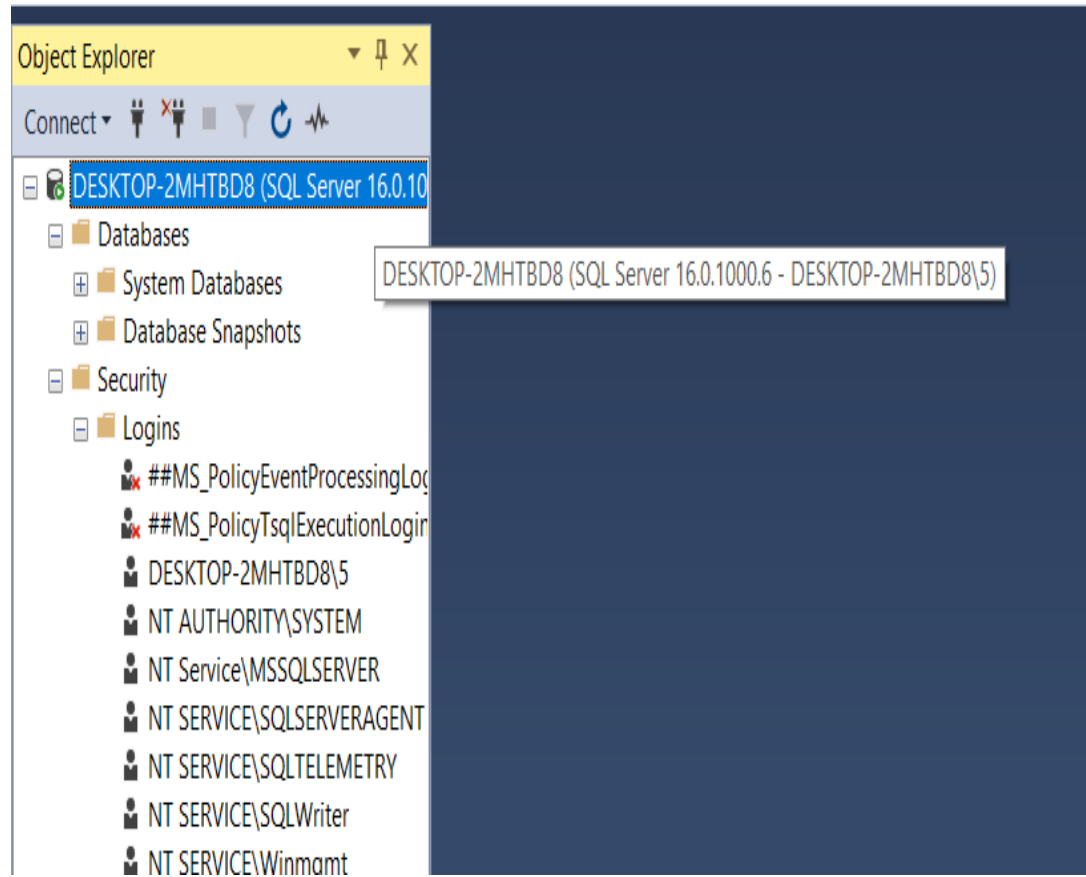 Object Explorer
Connect
DESKTOP-2MHTBD8 (SQL Server 16.0.10
Databases
DESKTOP-2MHTBD8 (SQL Server 16.0.1000.6 - DESKTOP-2MHTBD8\5)
System Databases
Database Snapshots
Security
Logins
##MS_PolicyEventProcessingLog
##MS_PolicyTsqlExecutionLogin
DESKTOP-2MHTBD8\5
NT AUTHORITY\SYSTEM
NT Service\MSSQLSERVER
NT SERVICE\SQLSERVERAGENT
NT SERVICE\SQLTELEMETRY
NT SERVICE\SQLWriter
NT SERVICE\Winmgmt